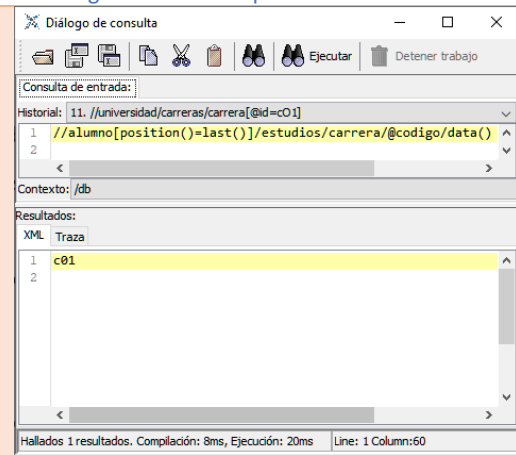 Diálogo de consulta
Ejecutar
Detener trabajo
Consulta de entrada:
Historial: 11. //universidad/carreras/carrera[@id=cO1]
1 //alumno[position()=last()]/estudios/carrera/@codigo/data()
2
Contexto: /db
Resultados:
XML Traza
1 c01
2
Hallados 1 resultados. Compilación: 8ms, Ejecución: 20ms Line: 1 Column:60